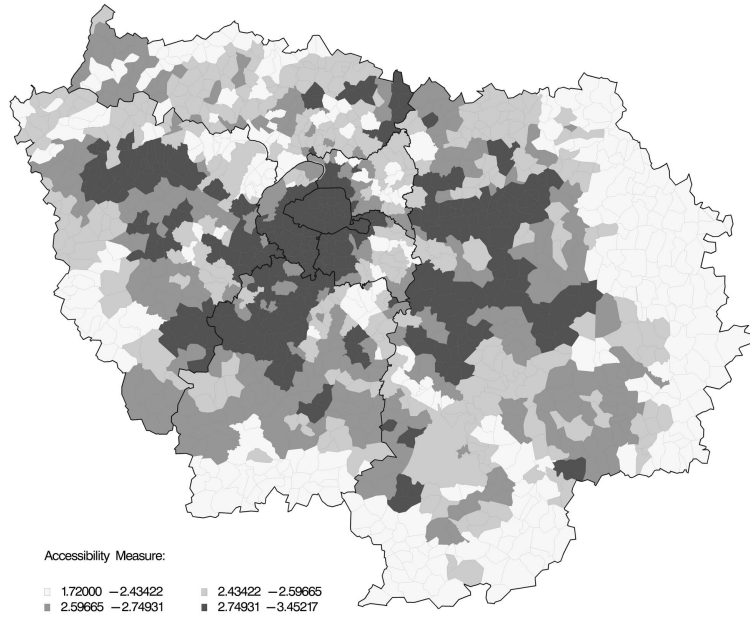 Accessibility Measure:
1.72000 – 2.43422 2.43422 – 2.59665
2.59665 – 2.74931 2.74931 – 3.45217